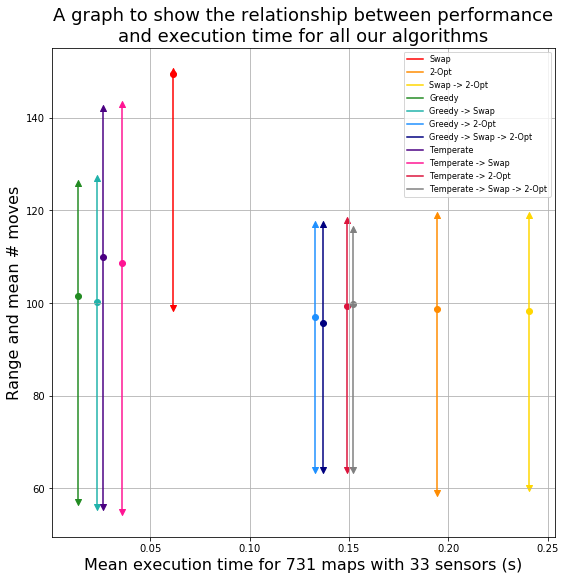 A graph to show the relationship between performance
and execution time for all our algorithms
Swap
2-Opt
Swap -> 2-Opt
Greedy
Greedy -> Swap
Greedy -> 2-Opt
Greedy -> Swap -> 2-Opt
Temperate
Temperate -> Swap
Temperate -> 2-Opt
Temperate -> Swap -> 2-Opt
Range and mean # moves
140
120
100
80
60
0.05
0.10
0.15
0.20
0.25
Mean execution time for 731 maps with 33 sensors (s)